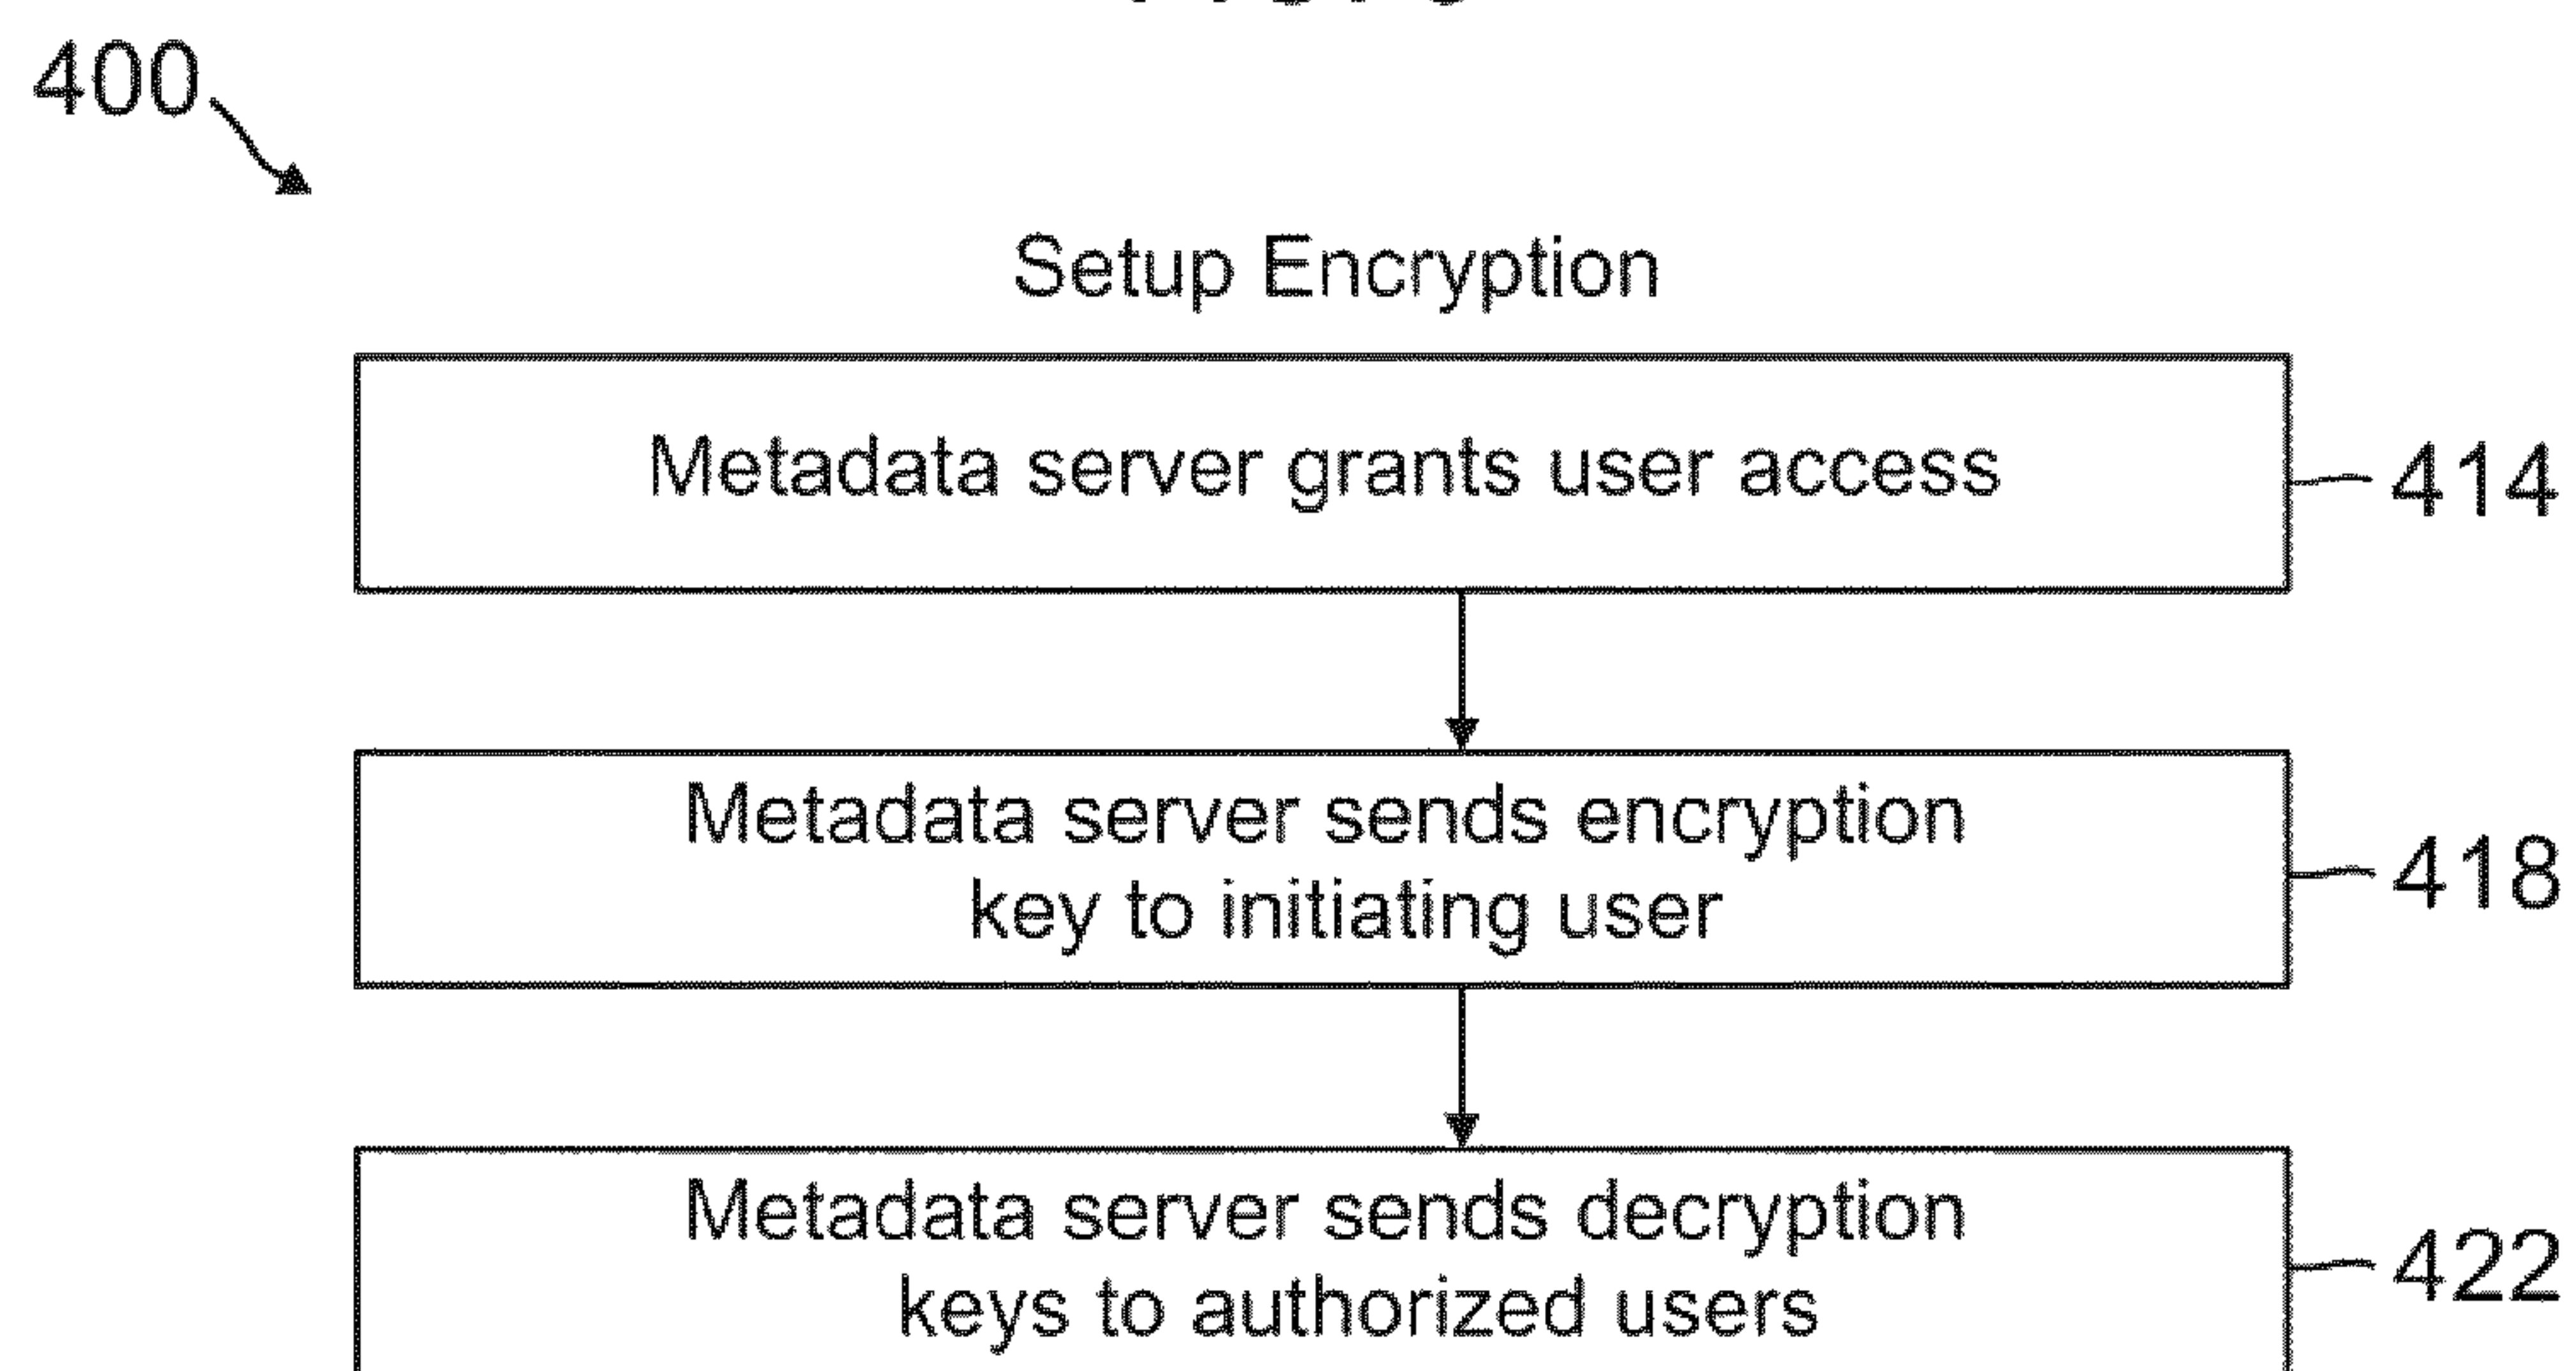 400
Setup Encryption
Metadata server grants user access
414
Metadata server sends encryption
key to initiating user
418
Metadata server sends decryption
keys to authorized users
422